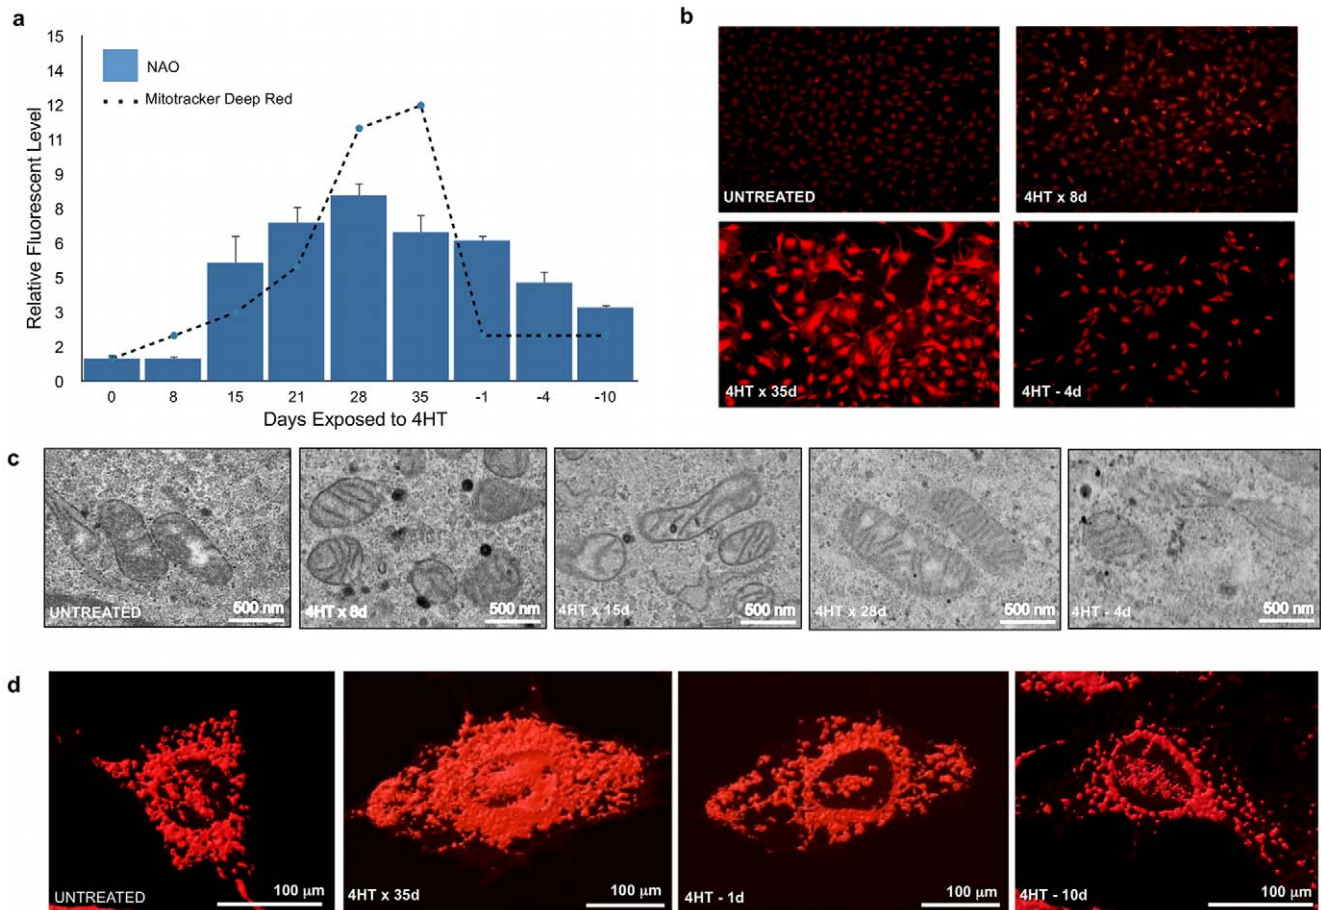 a
15
14
12
11
9
8
6
5
3
2
0
Relative Fluorescent Level
NAO
Mitotracker Deep Red
0 8 15 21 28 35 -1 -4 -10
Days Exposed to 4HT
b
UNTREATED
4HT x 8d
4HT x 35d
4HT - 4d
c
UNTREATED
500 nm
4HT x 8d
500 nm
4HT x 15d
500 nm
4HT x 28d
500 nm
4HT - 4d
500 nm
d
UNTREATED
100 µm
4HT x 35d
100 µm
4HT - 1d
100 µm
4HT - 10d
100 µm